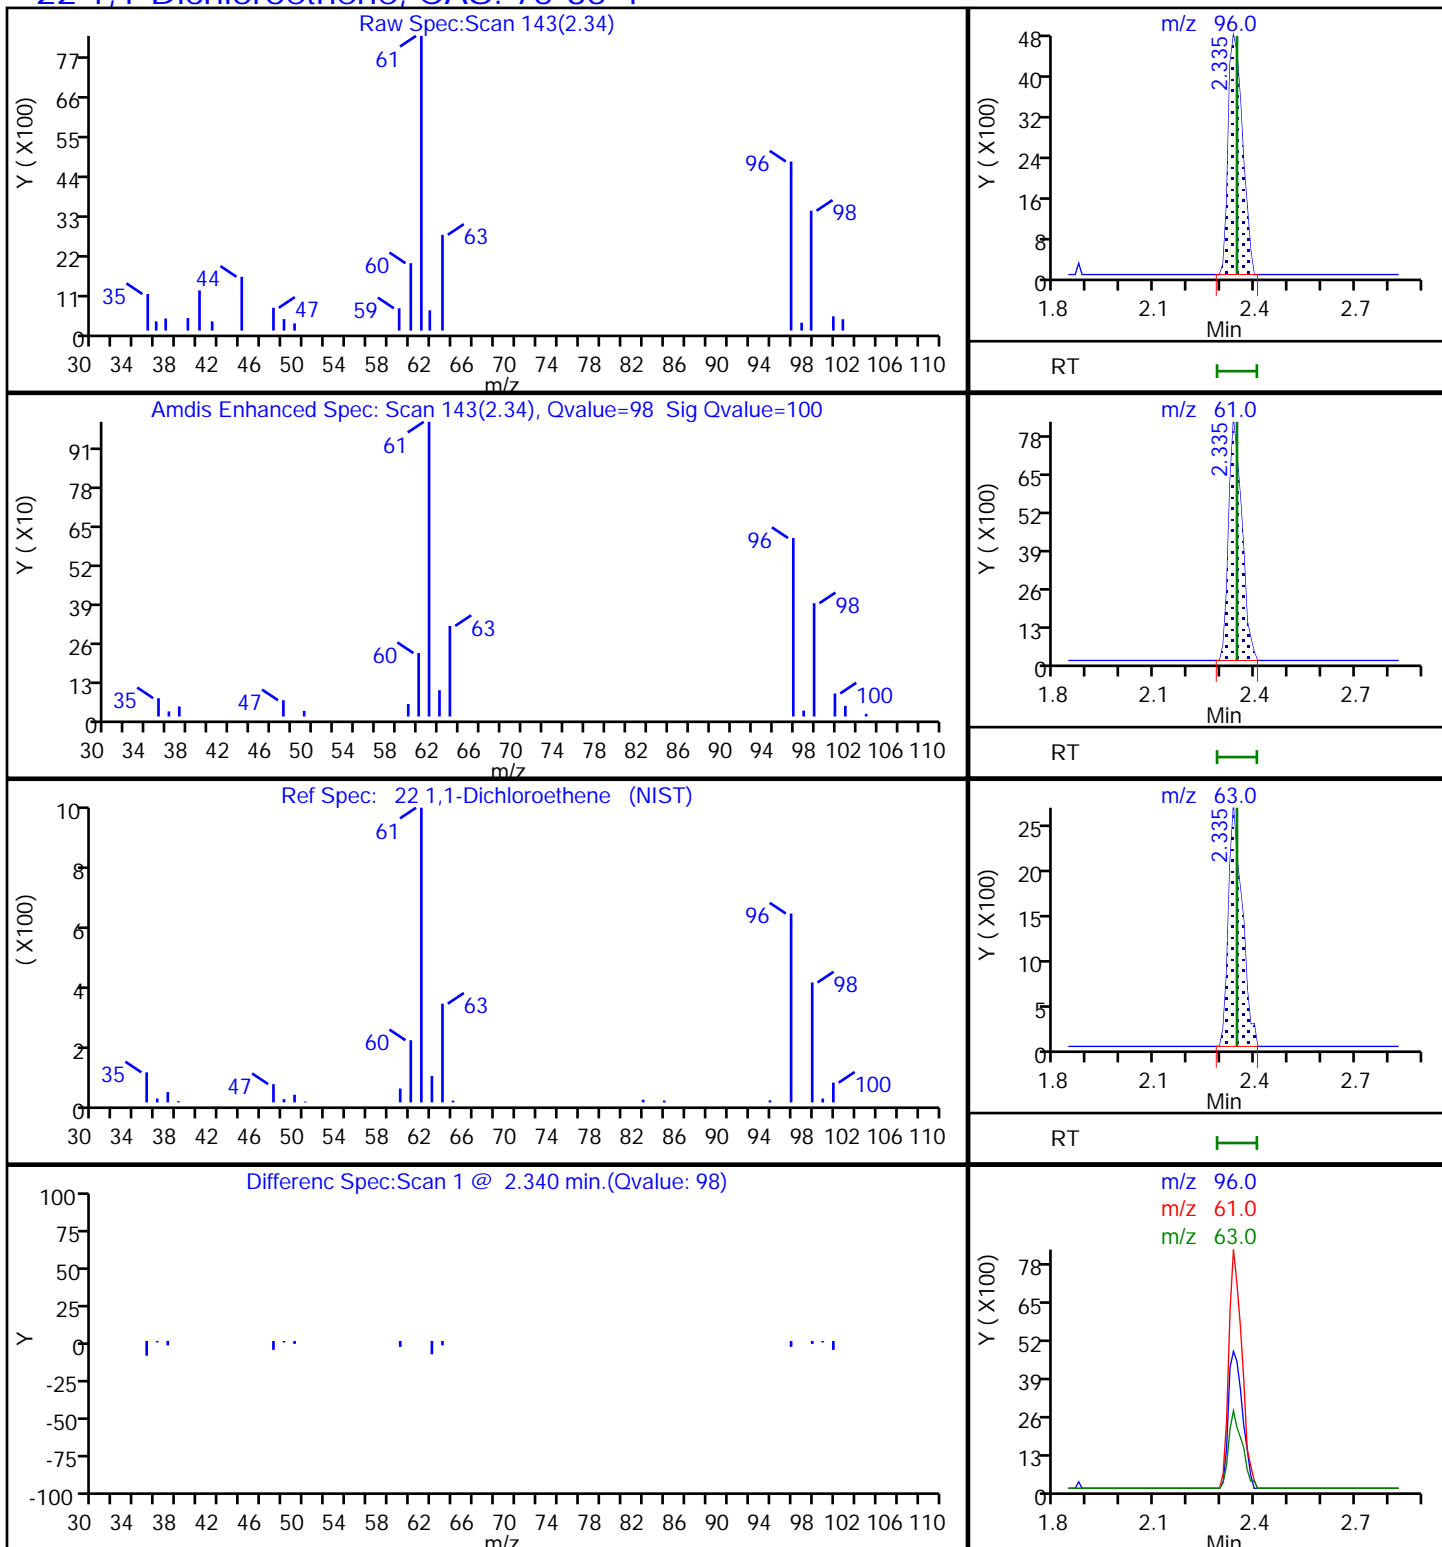 22 1,1-Dichloroethene, CAS: 75-35-4
Raw Spec:Scan 143(2.34)
Y ( X100)
77
66
55
44
33
22
11
0
61
96
98
63
60
59
44
47
35
30 34 38 42 46 50 54 58 62 66 70 74 78 82 86 90 94 98 102 106 110
m/z
m/z 96.0
Y ( X100)
48
40
32
24
16
8
0
2.335
1.8 2.1 2.4 2.7
Min
RT
Amdis Enhanced Spec: Scan 143(2.34), Qvalue=98 Sig Qvalue=100
Y ( X10)
91
78
65
52
39
26
13
0
61
96
98
63
60
35
47
100
30 34 38 42 46 50 54 58 62 66 70 74 78 82 86 90 94 98 102 106 110
m/z
m/z 61.0
Y ( X100)
78
65
52
39
26
13
0
2.335
1.8 2.1 2.4 2.7
Min
RT
Ref Spec: 22 1,1-Dichloroethene (NIST)
( X100)
10
8
6
4
2
0
61
96
98
63
60
35
47
100
30 34 38 42 46 50 54 58 62 66 70 74 78 82 86 90 94 98 102 106 110
m/z 63.0
Y ( X100)
25
20
15
10
5
0
2.335
1.8 2.1 2.4 2.7
Min
RT
Differenc Spec:Scan 1 @ 2.340 min.(Qvalue: 98)
Y
100
75
50
25
0
-25
-50
-75
-100
30 34 38 42 46 50 54 58 62 66 70 74 78 82 86 90 94 98 102 106 110
m/z
m/z 96.0
m/z 61.0
m/z 63.0
Y ( X100)
78
65
52
39
26
13
0
1.8 2.1 2.4 2.7
Min